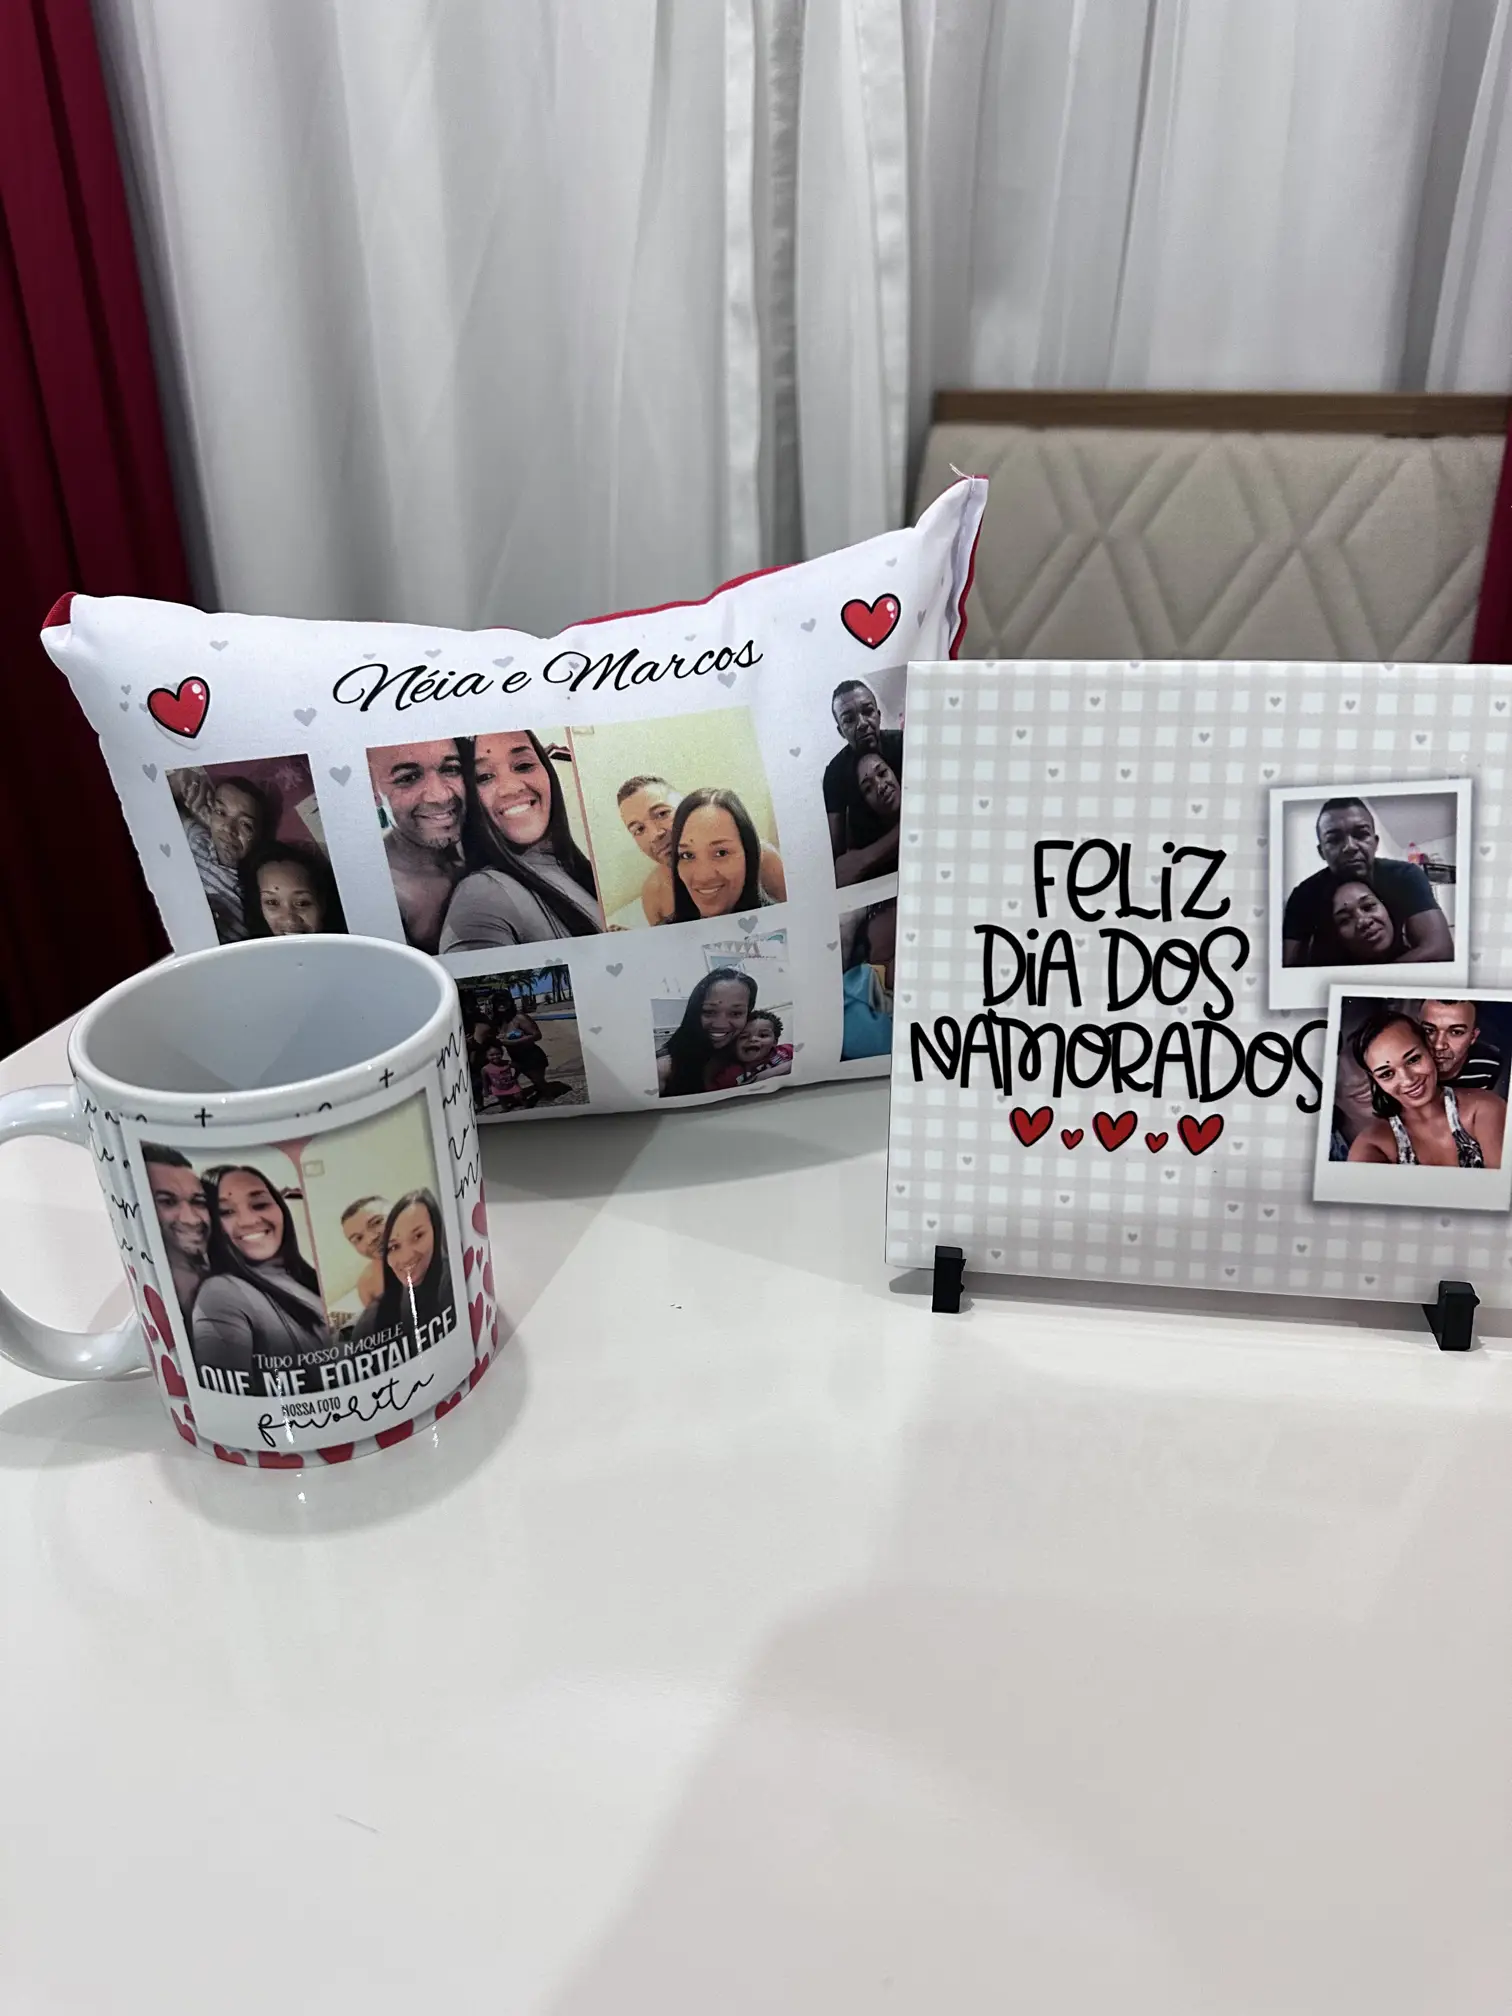 Néia e Marcos
FELIZ
DIA DOS
NAMORADOS
TUDO POSSO NAQUELE
QUE ME FORTALECE
NOSSA FOTO
favorita